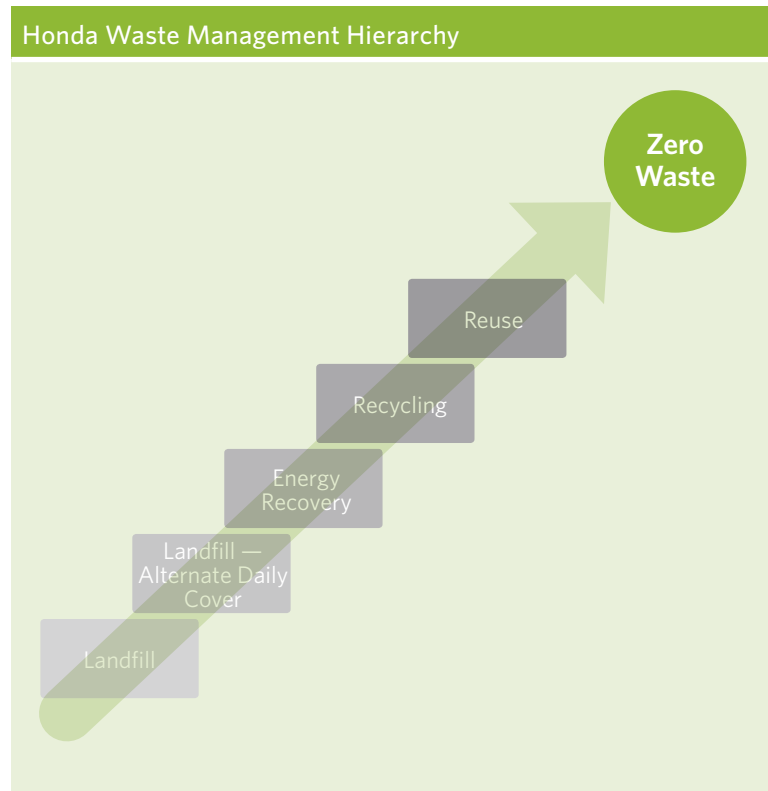 Honda Waste Management Hierarchy
Zero
Waste
Reuse
Recycling
Energy
Recovery
Landfill —
Alternate Daily
Cover
Landfill